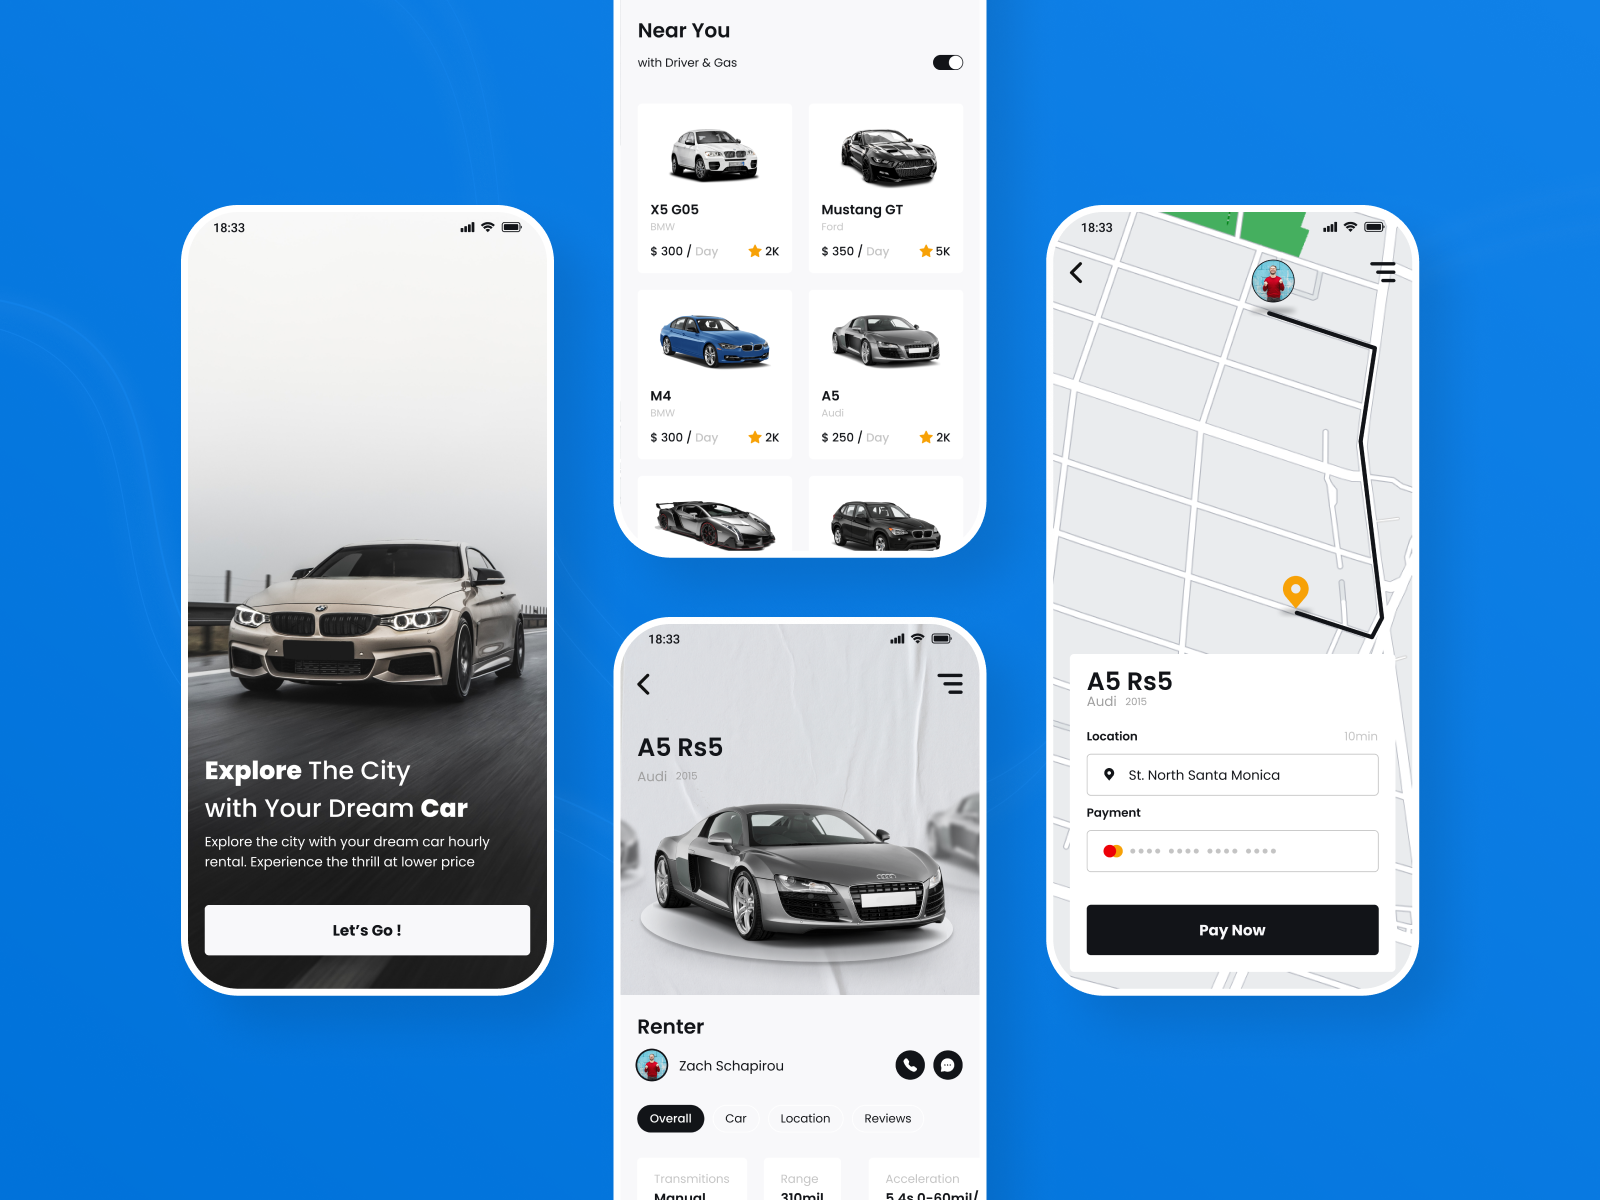 18:33
Explore The City
with Your Dream Car
Explore the city with your dream car hourly
rental. Experience the thrill at lower price
Let's Go !
Near You
with Driver & Gas
X5 G05
BMW
$ 300 / Day 2K
Mustang GT
Ford
$ 350 / Day 5K
M4
BMW
$ 300 / Day 2K
A5
Audi
$ 250 / Day 2K
18:33
A5 Rs5
Audi 2015
Renter
Zach Schapirou
Overall Car Location Reviews
Transmitions
Manual
Range
310mil
Acceleration
5.4s 0-60mil/
18:33
A5 Rs5
Audi 2015
Location 10min
St. North Santa Monica
Payment
Pay Now